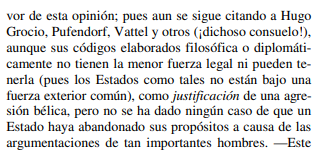 vor de esta opinión; pues aun se sigue citando a Hugo
Grocio, Pufendorf, Vattel y otros (¡dichoso consuelo!),
aunque sus códigos elaborados filosófica o diplomáti-
camente no tienen la menor fuerza legal ni pueden te-
nerla (pues los Estados como tales no están bajo una
fuerza exterior común), como justificación de una agre-
sión bélica, pero no se ha dado ningún caso de que un
Estado haya abandonado sus propósitos a causa de las
argumentaciones de tan importantes hombres. —Este